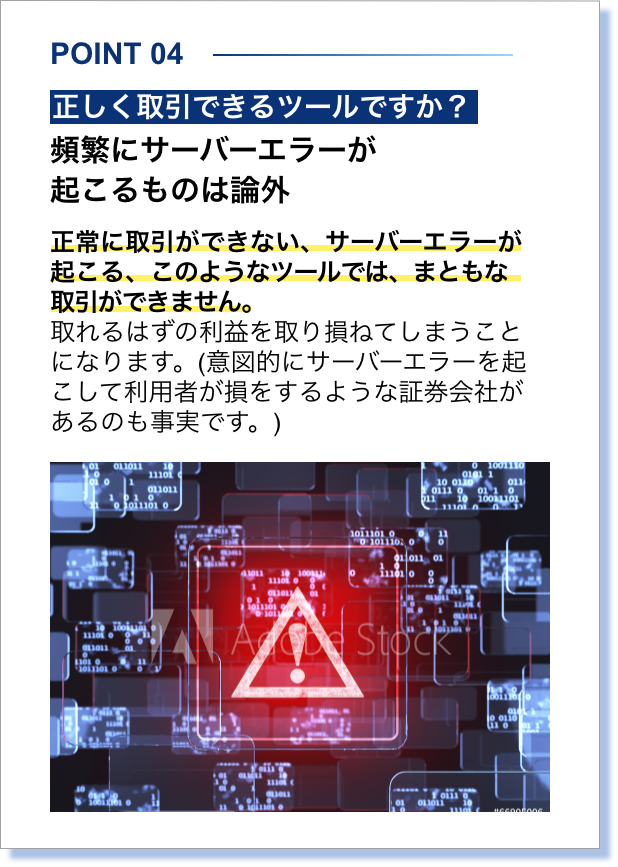 POINT 04
正しく取引できるツールですか？
頻繁にサーバーエラーが
起こるものは論外
正常に取引ができない、サーバーエラーが
起こる、このようなツールでは、まともな
取引ができません。
取れるはずの利益を取り損ねてしまうこと
になります。(意図的にサーバーエラーを起
こして利用者が損をするような証券会社が
あるのも事実です。)
Adobe Stock